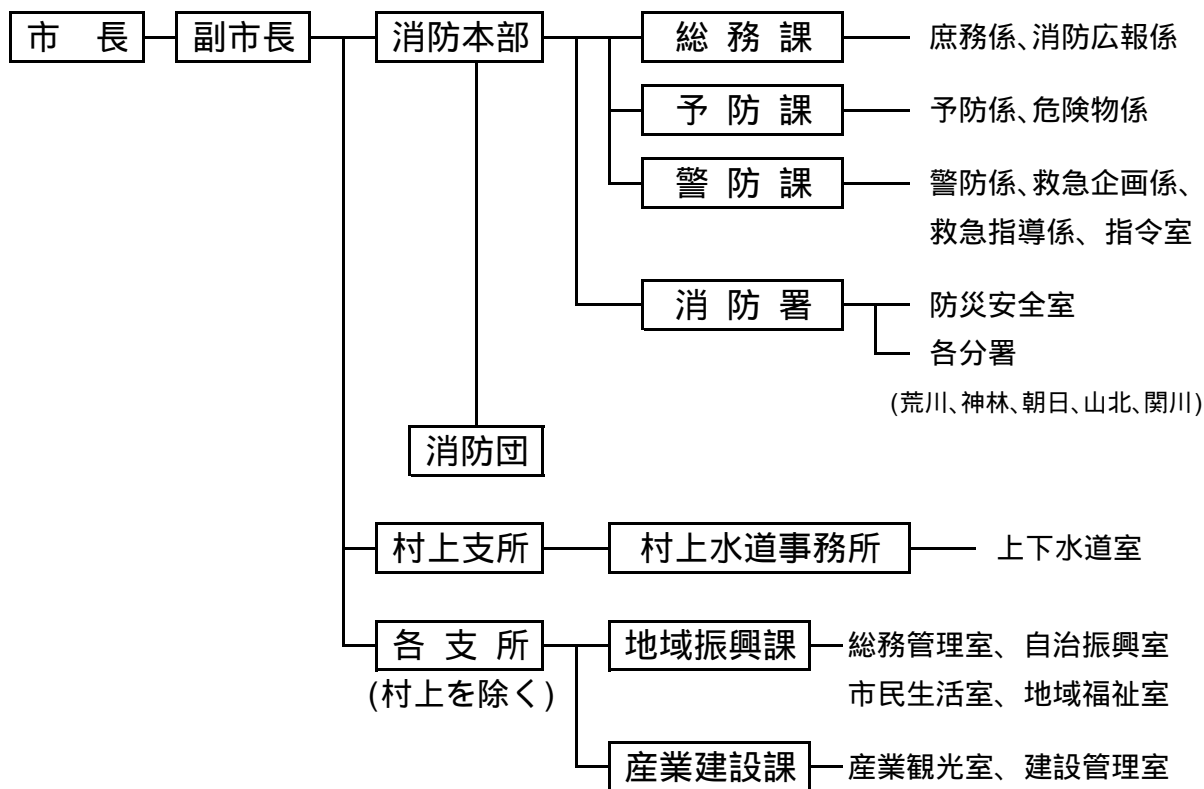 市 長 副市長 消防本部 総務課 庶務係、消防広報係
予防課 予防係、危険物係
警防課 警防係、救急企画係、
救急指導係、指令室
消防署 防災安全室
各分署
(荒川、神林、朝日、山北、関川)
消防団
村上支所 村上水道事務所 上下水道室
各支所 地域振興課 総務管理室、自治振興室
(村上を除く) 市民生活室、地域福祉室
産業建設課 産業観光室、建設管理室